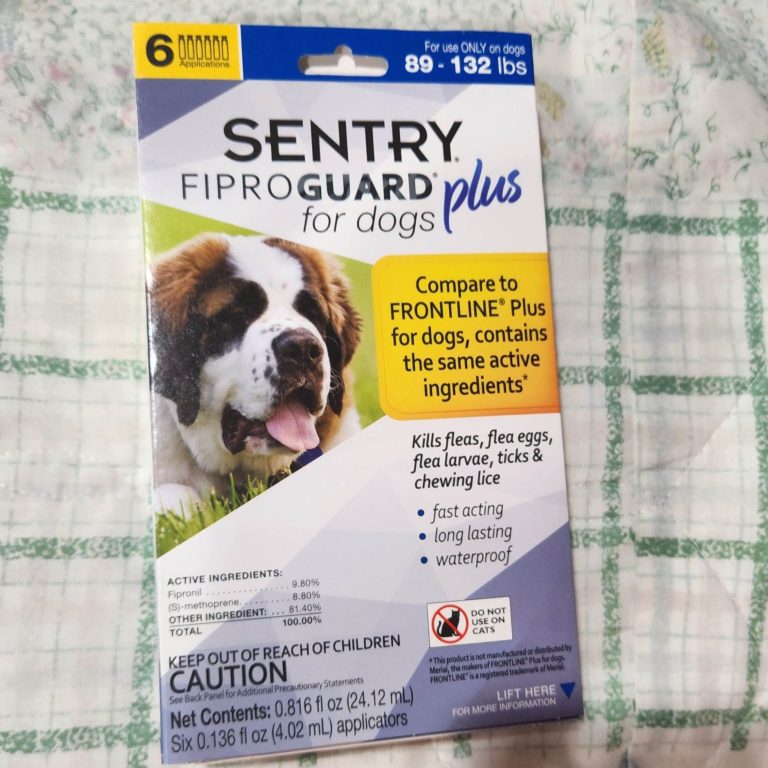 6 Applications
For use ONLY on dogs
89 - 132 lbs
SENTRY®
FIPROGUARD® plus
for dogs
Compare to
FRONTLINE® Plus
for dogs, contains
the same active
ingredients*
Kills fleas, flea eggs,
flea larvae, ticks &
chewing lice
• fast acting
• long lasting
• waterproof
ACTIVE INGREDIENTS:
Fipronil .................... 9.80%
(S)-methoprene.......... 8.80%
OTHER INGREDIENT: ... 81.40%
TOTAL 100.00%
DO NOT
USE ON
CATS
KEEP OUT OF REACH OF CHILDREN
CAUTION
See Back Panel for Additional Precautionary Statements
Net Contents: 0.816 fl oz (24.12 mL)
Six 0.136 fl oz (4.02 mL) applicators
*This product is not manufactured or distributed by
Merial, the makers of FRONTLINE® Plus for dogs.
FRONTLINE® is a registered trademark of Merial.
LIFT HERE
FOR MORE INFORMATION